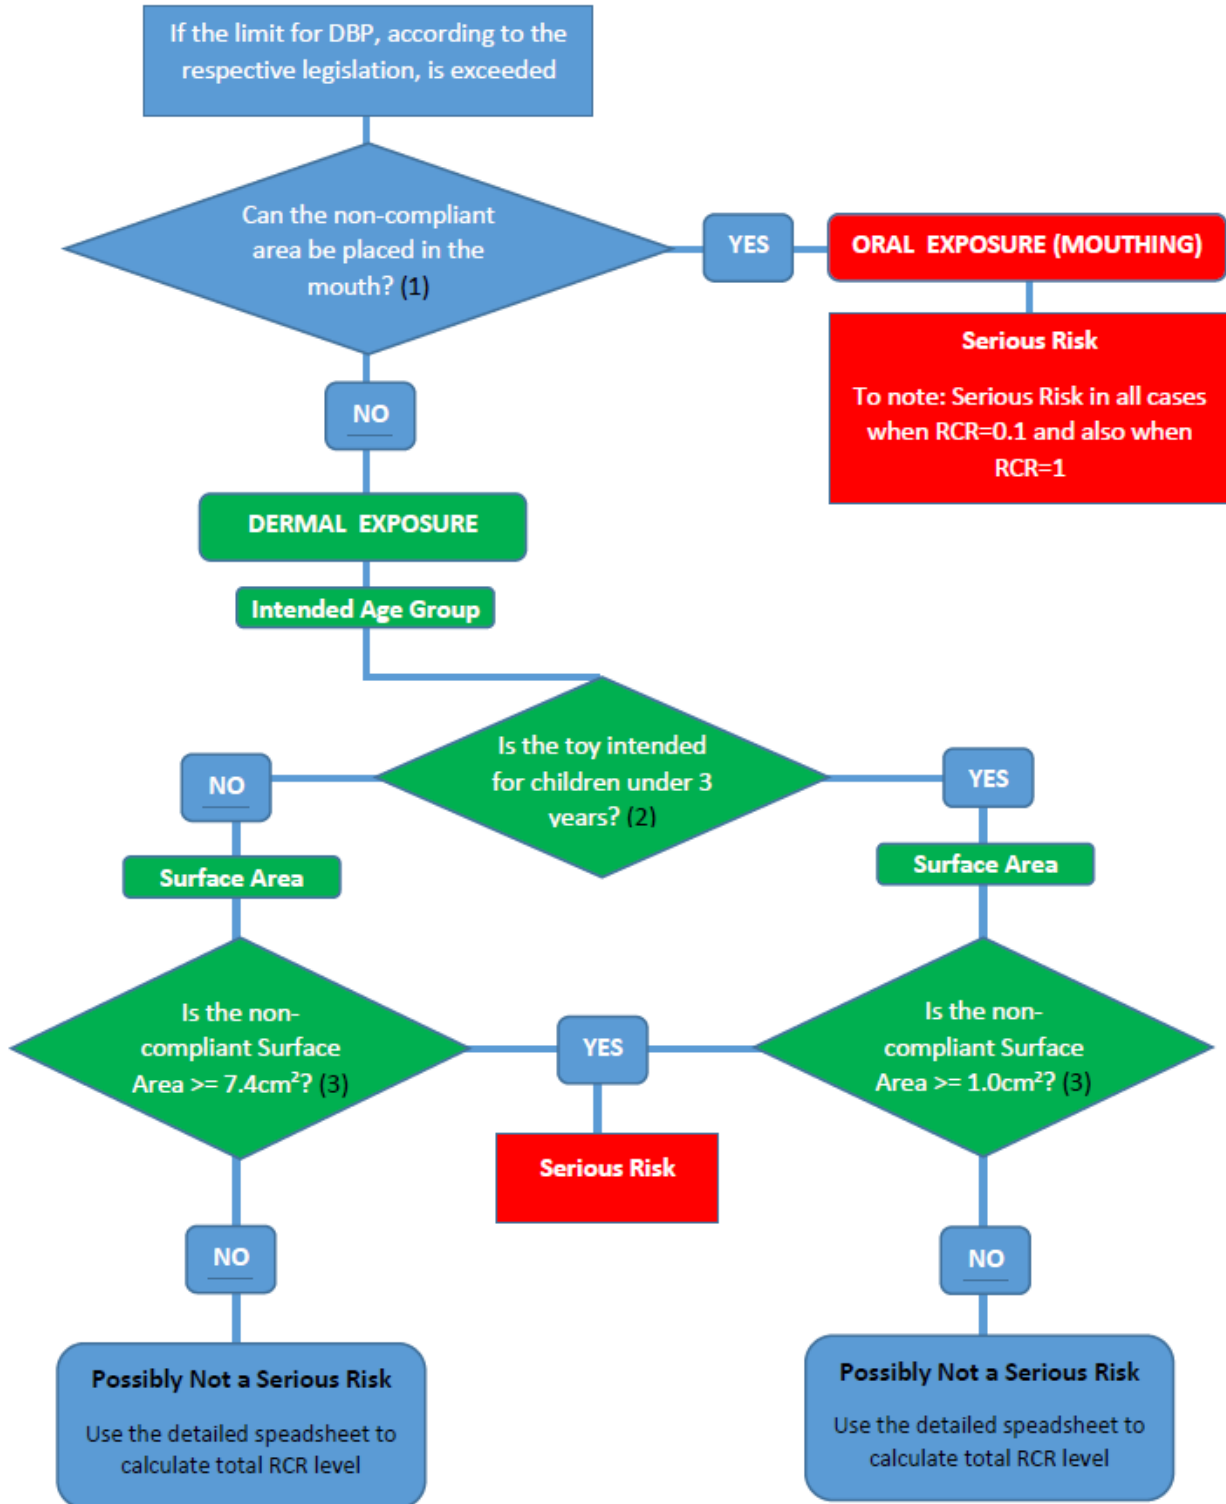 If the limit for DBP, according to the
respective legislation, is exceeded
Can the non-compliant
area be placed in the
mouth? (1)
YES
ORAL EXPOSURE (MOUTHING)
Serious Risk
To note: Serious Risk in all cases
when RCR=0.1 and also when
RCR=1
NO
DERMAL EXPOSURE
Intended Age Group
Is the toy intended
for children under 3
years? (2)
NO
YES
Surface Area
Surface Area
Is the non-
compliant Surface
Area >= 7.4cm²? (3)
YES
Is the non-
compliant Surface
Area >= 1.0cm²? (3)
Serious Risk
NO
NO
Possibly Not a Serious Risk
Use the detailed speadsheet to
calculate total RCR level
Possibly Not a Serious Risk
Use the detailed speadsheet to
calculate total RCR level